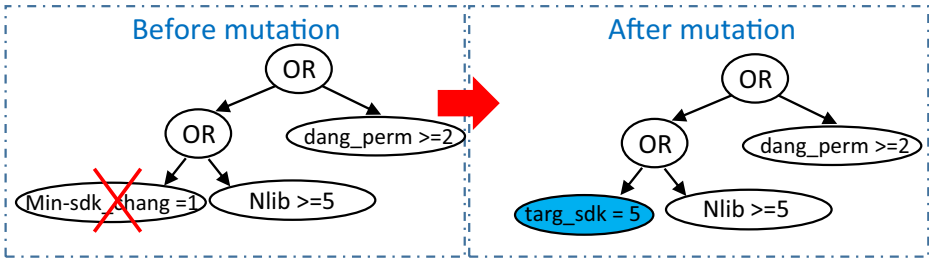 Before mutation
OR
OR
dang_perm >=2
Min-sdk_chang =1
Nlib >=5
After mutation
OR
OR
dang_perm >=2
targ_sdk = 5
Nlib >=5